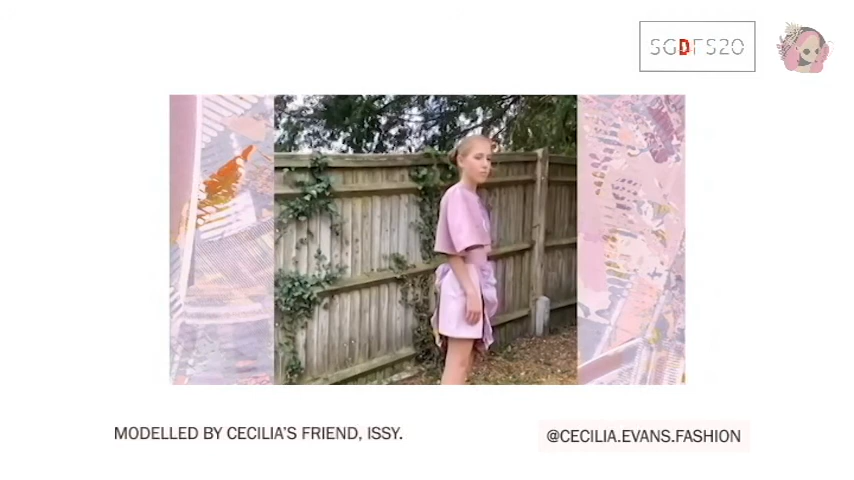 SGDFS20
MODELLED BY CECILIA'S FRIEND, ISSY.
@CECILIA.EVANS.FASHION